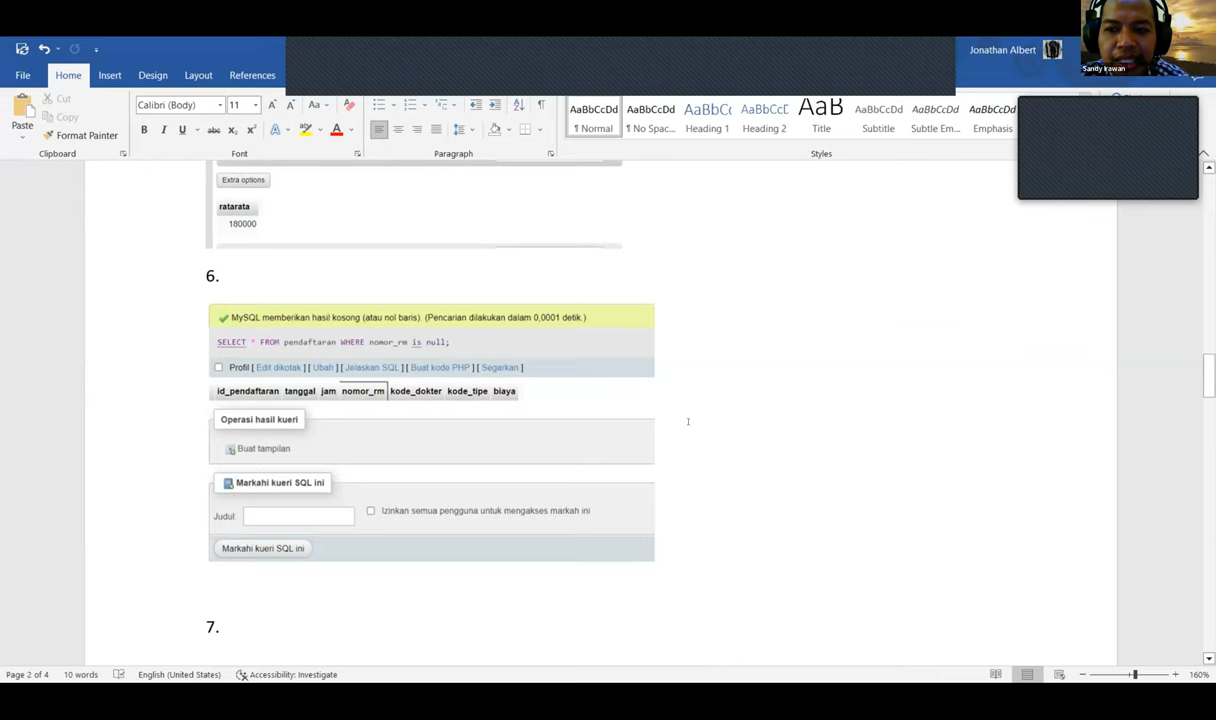 Jonathan Albert
Sandy Irawan
File Home Insert Design Layout References
Cut
Copy
Format Painter
Paste
Clipboard
Calibri (Body) 11
Font
Paragraph
AaBbCcDd AaBbCcDd AaBbCc AaBbCcD AaB AaBbCcD AaBbCcDd AaBbCcDd
¶ Normal ¶ No Spac... Heading 1 Heading 2 Title Subtitle Subtle Em... Emphasis
Styles
Extra options
ratarata
180000
6.
MySQL memberikan hasil kosong (atau nol baris). (Pencarian dilakukan dalam 0,0001 detik.)
SELECT * FROM pendaftaran WHERE nomor_rm is null;
Profil [ Edit dikotak ] [ Ubah ] [ Jelaskan SQL ] [ Buat kode PHP ] [ Segarkan ]
id_pendaftaran tanggal jam nomor_rm kode_dokter kode_tipe biaya
Operasi hasil kueri
Buat tampilan
Markahi kueri SQL ini
Judul: Izinkan semua pengguna untuk mengakses markah ini
Markahi kueri SQL ini
7.
Page 2 of 4 10 words English (United States) Accessibility: Investigate 160%